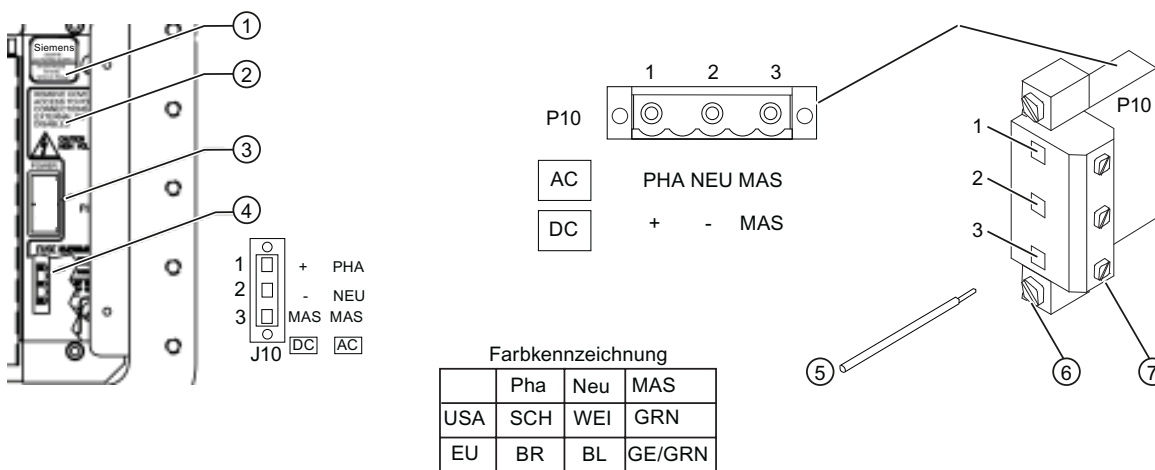 1
Siemens
2
3
4
1 + PHA
2 - NEU
3 MAS MAS
J10 DC AC
1 2 3
P10
AC PHA NEU MAS
DC + - MAS
P10
1
2
3
5
6
7
Farbkennzeichnung
Pha Neu MAS
USA SCH WEI GRN
EU BR BL GE/GRN